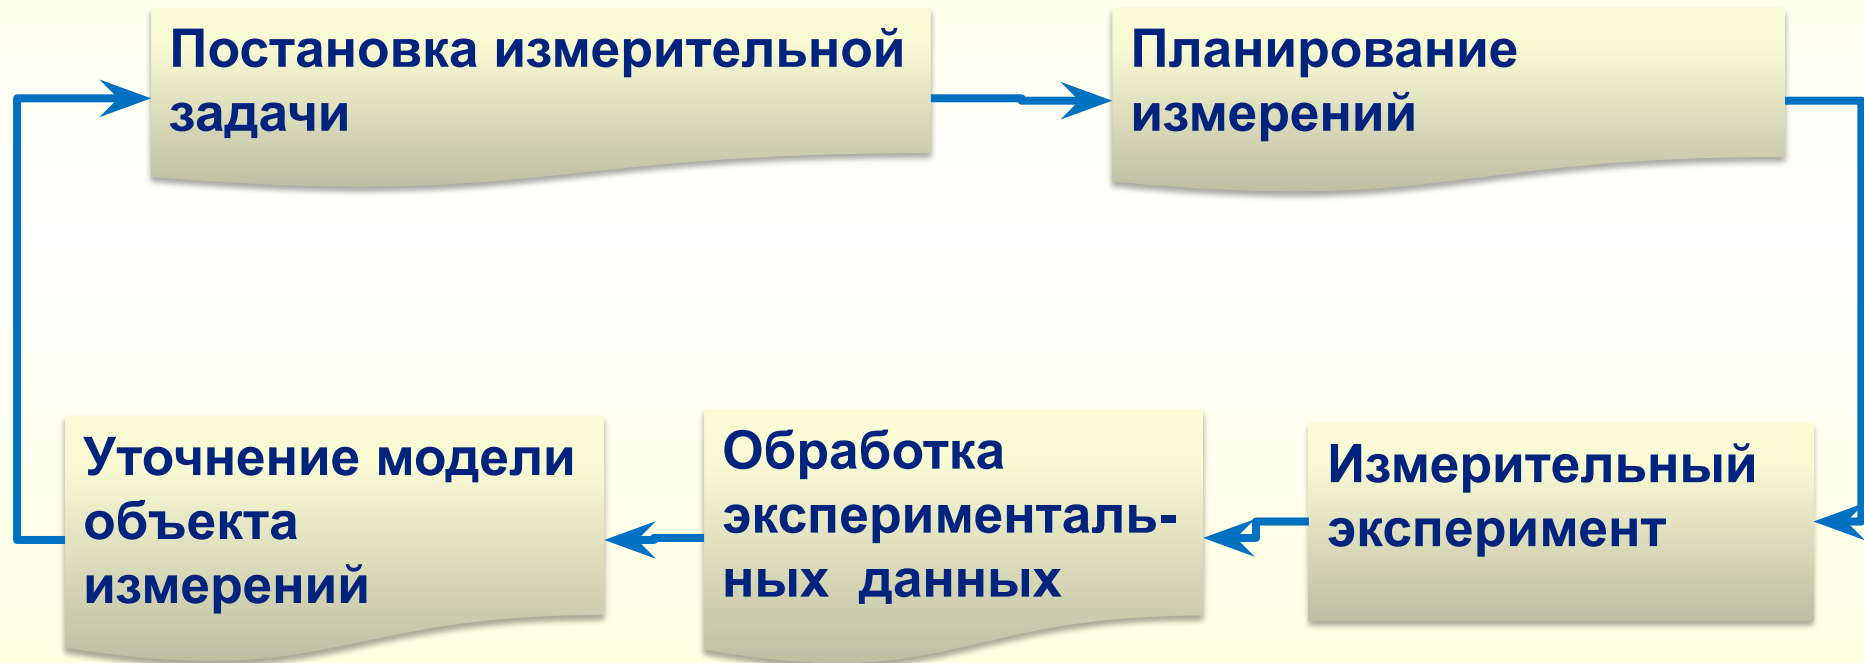 Постановка измерительной
задачи
Планирование
измерений
Уточнение модели
объекта
измерений
Обработка
эксперименталь-
ных  данных
Измерительный
эксперимент